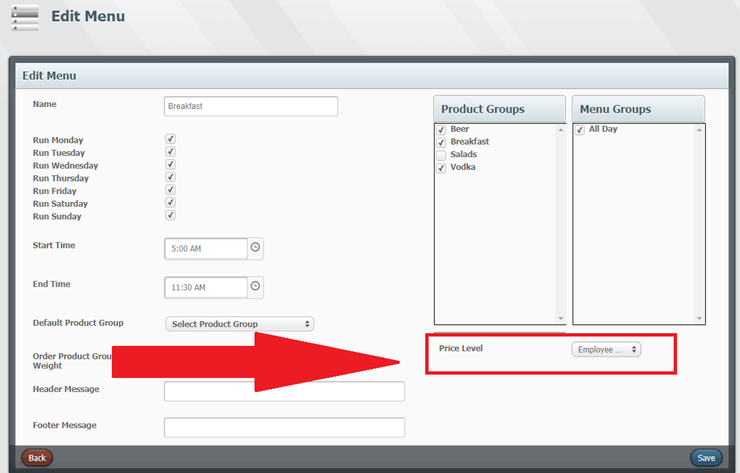 Edit Menu
Edit Menu
Name
Breakfast
Run Monday
Run Tuesday
Run Wednesday
Run Thursday
Run Friday
Run Saturday
Run Sunday
Start Time
5:00 AM
End Time
11:30 AM
Default Product Group
Select Product Group
Order Product Grou
Weight
Header Message
Footer Message
Product Groups
Beer
Breakfast
Salads
Vodka
Menu Groups
All Day
Price Level
Employee ...
Back
Save